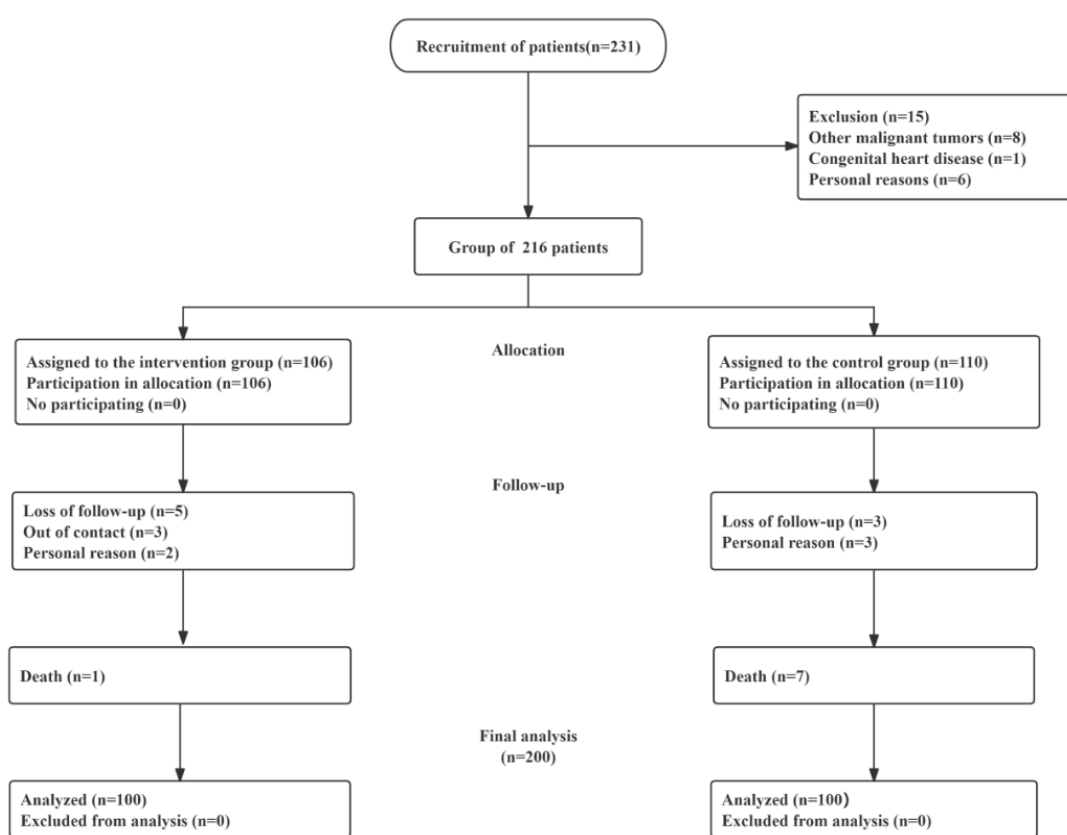 Recruitment of patients(n=231)
Exclusion (n=15)
Other malignant tumors (n=8)
Congenital heart disease (n=1)
Personal reasons (n=6)
Group of 216 patients
Allocation
Assigned to the intervention group (n=106)
Participation in allocation (n=106)
No participating (n=0)
Assigned to the control group (n=110)
Participation in allocation (n=110)
No participating (n=0)
Follow-up
Loss of follow-up (n=5)
Out of contact (n=3)
Personal reason (n=2)
Loss of follow-up (n=3)
Personal reason (n=3)
Death (n=1)
Death (n=7)
Final analysis
(n=200)
Analyzed (n=100)
Excluded from analysis (n=0)
Analyzed (n=100)
Excluded from analysis (n=0)